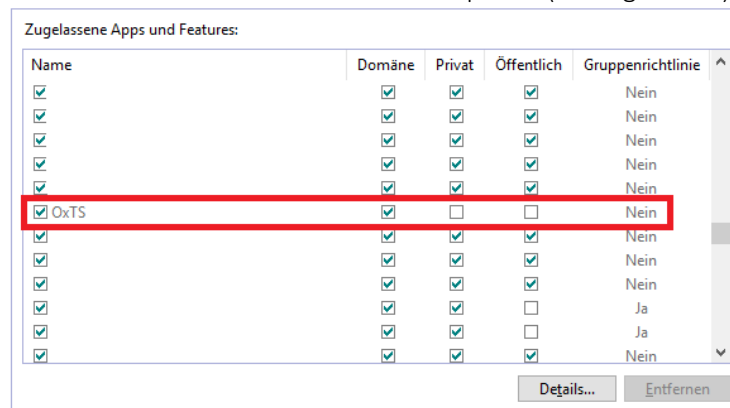 Zugelassene Apps und Features:
Name Domäne Privat Öffentlich Gruppenrichtlinie
Nein
Nein
Nein
Nein
Nein
OxTS Nein
Nein
Nein
Nein
Ja
Ja
Nein
Details... Entfernen